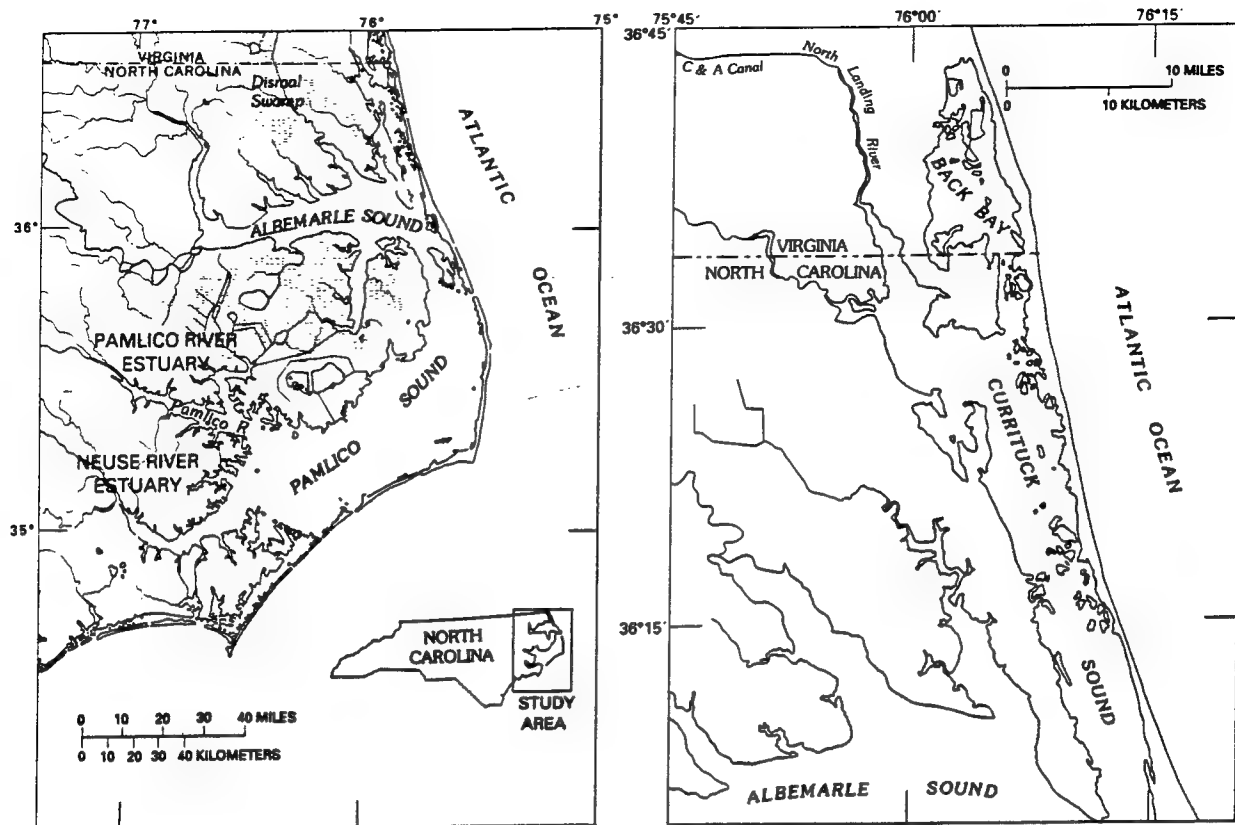 77°
76°
75°
VIRGINIA
NORTH CAROLINA
Dismal
Swamp
ATLANTIC
OCEAN
36°
ALBEMARLE SOUND
PAMLICO RIVER
ESTUARY
Pamlico
R
SOUND
PAMLICO
NEUSE RIVER
ESTUARY
35°
NORTH
CAROLINA
STUDY
AREA
0 10 20 30 40 MILES
0 10 20 30 40 KILOMETERS
75°45'
76°00'
76°15'
36°45'
North Landing River
C & A Canal
0 10 MILES
0 10 KILOMETERS
BACK BAY
VIRGINIA
NORTH CAROLINA
ATLANTIC OCEAN
36°30'
CURRITUCK
SOUND
36°15'
ALBEMARLE SOUND